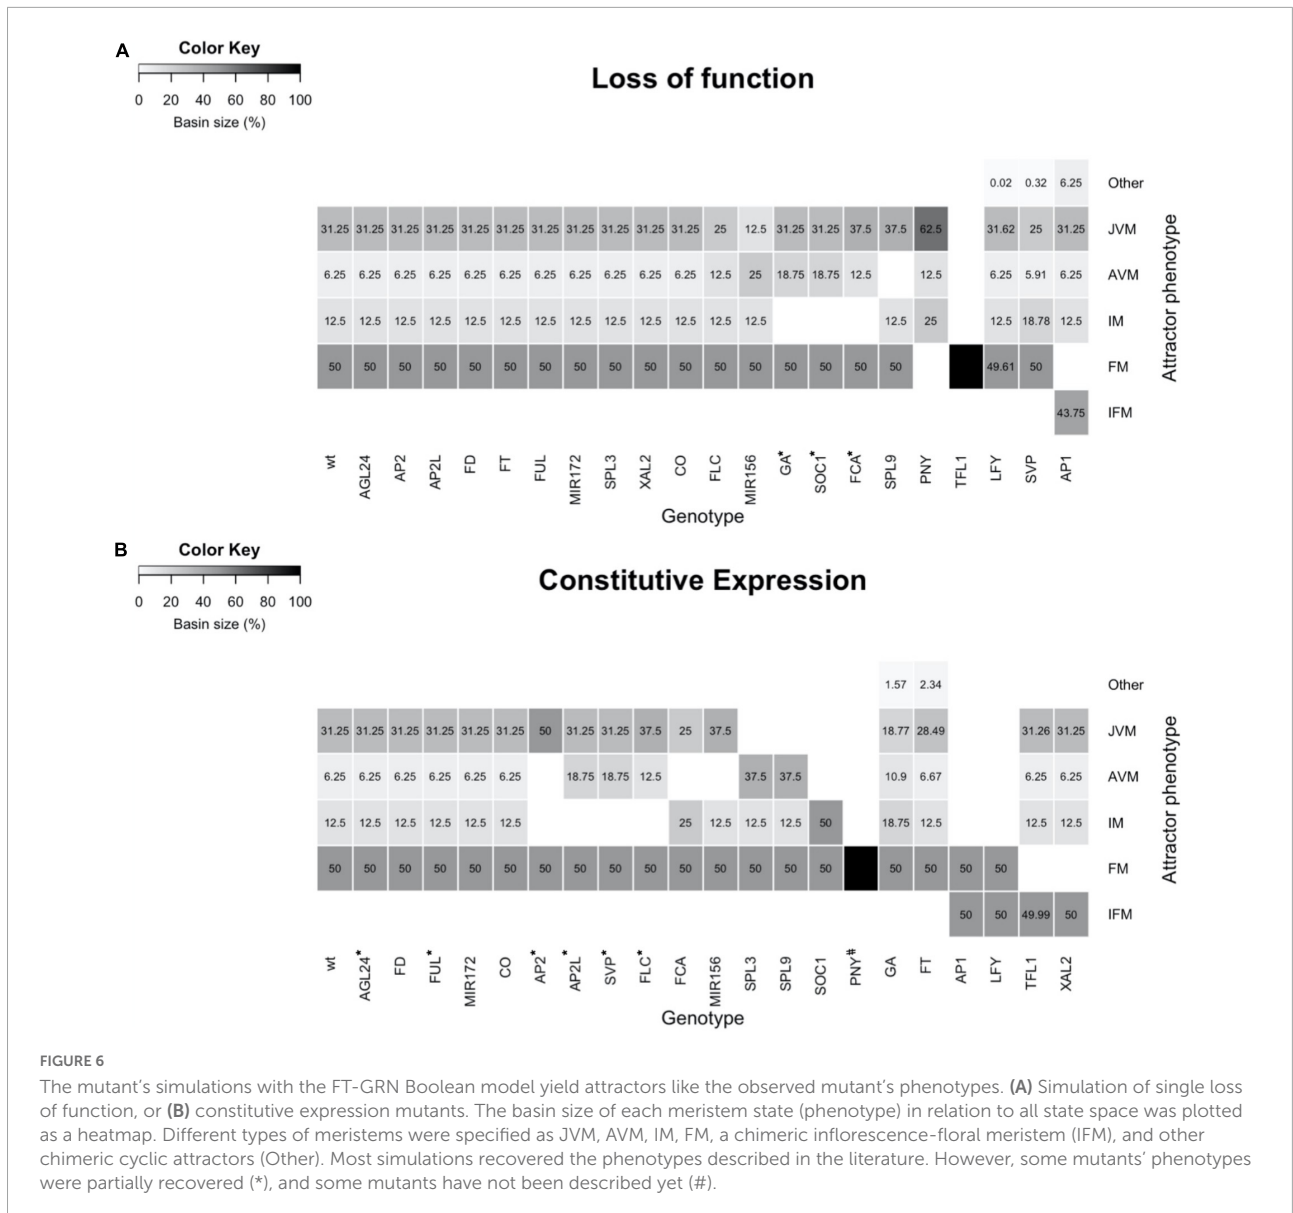 A
Color Key
0 20 40 60 80 100
Basin size (%)
Loss of function
0.02 0.32 6.25 Other
31.25 31.25 31.25 31.25 31.25 31.25 31.25 31.25 31.25 31.25 31.25 25 12.5 31.25 31.25 37.5 37.5 62.5 31.62 25 31.25 JVM
6.25 6.25 6.25 6.25 6.25 6.25 6.25 6.25 6.25 6.25 6.25 12.5 25 18.75 18.75 12.5 12.5 6.25 5.91 6.25 AVM
12.5 12.5 12.5 12.5 12.5 12.5 12.5 12.5 12.5 12.5 12.5 12.5 12.5 12.5 25 12.5 18.78 12.5 IM
50 50 50 50 50 50 50 50 50 50 50 50 50 50 50 50 50 49.61 50 FM
43.75 IFM
Attractor phenotype
wt AGL24 AP2 AP2L FD FT FUL MIR172 SPL3 XAL2 CO FLC MIR156 GA* SOC1* FCA* SPL9 PNY TFL1 LFY SVP AP1
Genotype
B
Color Key
0 20 40 60 80 100
Basin size (%)
Constitutive Expression
1.57 2.34 Other
31.25 31.25 31.25 31.25 31.25 31.25 50 31.25 31.25 37.5 25 37.5 18.77 28.49 31.26 31.25 JVM
6.25 6.25 6.25 6.25 6.25 6.25 18.75 18.75 12.5 37.5 37.5 10.9 6.67 6.25 6.25 AVM
12.5 12.5 12.5 12.5 12.5 12.5 25 12.5 12.5 12.5 50 18.75 12.5 12.5 12.5 IM
50 50 50 50 50 50 50 50 50 50 50 50 50 50 50 50 50 50 50 FM
50 50 49.99 50 IFM
Attractor phenotype
wt AGL24* FD FUL* MIR172 CO AP2* AP2L* SVP* FLC* FCA MIR156 SPL3 SPL9 SOC1 PNY# GA FT AP1 LFY TFL1 XAL2
Genotype
FIGURE 6
The mutant's simulations with the FT-GRN Boolean model yield attractors like the observed mutant's phenotypes. (A) Simulation of single loss
of function, or (B) constitutive expression mutants. The basin size of each meristem state (phenotype) in relation to all state space was plotted
as a heatmap. Different types of meristems were specified as JVM, AVM, IM, FM, a chimeric inflorescence-floral meristem (IFM), and other
chimeric cyclic attractors (Other). Most simulations recovered the phenotypes described in the literature. However, some mutants' phenotypes
were partially recovered (*), and some mutants have not been described yet (#).